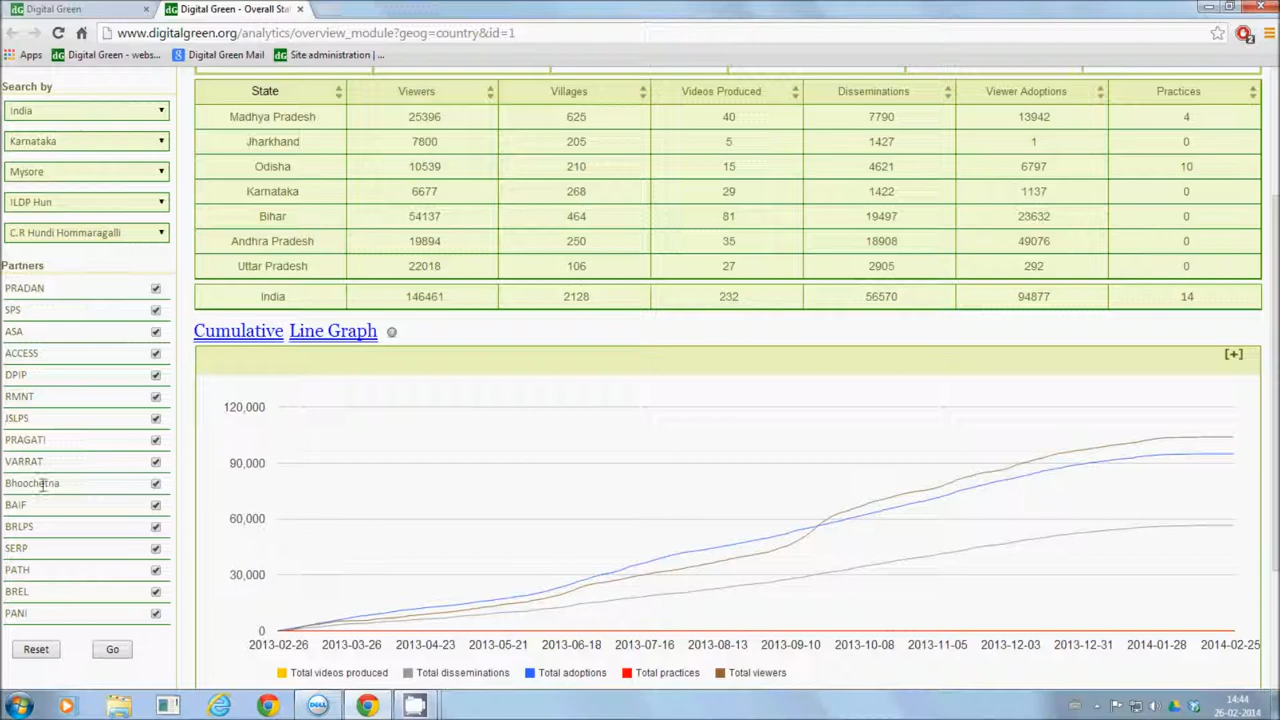 Digital Green
Digital Green - Overall Sta
www.digitalgreen.org/analytics/overview_module?geog=country&id=1
Apps
Digital Green - webs...
Digital Green Mail
Site administration | ...
Search by
India
Karnataka
Mysore
ILDP Hun
C.R Hundi Hommaragalli
Partners
PRADAN
SPS
ASA
ACCESS
DPIP
RMNT
JSLPS
PRAGATI
VARRAT
Bhoochetna
BAIF
BRLPS
SERP
PATH
BREL
PANI
Reset Go
State Viewers Villages Videos Produced Disseminations Viewer Adoptions Practices
Madhya Pradesh 25396 625 40 7790 13942 4
Jharkhand 7800 205 5 1427 1 0
Odisha 10539 210 15 4621 6797 10
Karnataka 6677 268 29 1422 1137 0
Bihar 54137 464 81 19497 23632 0
Andhra Pradesh 19894 250 35 18908 49076 0
Uttar Pradesh 22018 106 27 2905 292 0
India 146461 2128 232 56570 94877 14
Cumulative Line Graph
[+]
120,000
90,000
60,000
30,000
0
2013-02-26 2013-03-26 2013-04-23 2013-05-21 2013-06-18 2013-07-16 2013-08-13 2013-09-10 2013-10-08 2013-11-05 2013-12-03 2013-12-31 2014-01-28 2014-02-25
Total videos produced Total disseminations Total adoptions Total practices Total viewers
DELL
14:44
26-02-2014